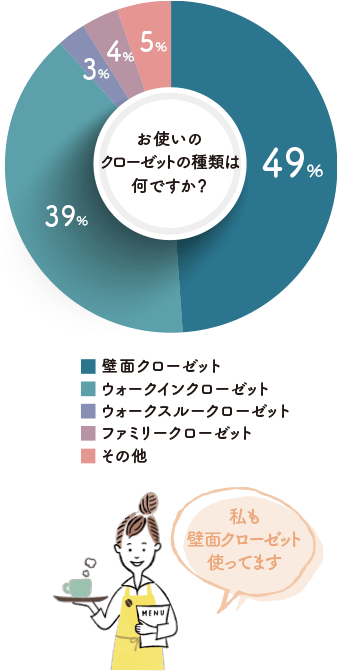 5%
4%
3%
お使いの
クローゼットの種類は
何ですか？
49%
39%
壁面クローゼット
ウォークインクローゼット
ウォークスルークローゼット
ファミリークローゼット
その他
私も
壁面クローゼット
使ってます
MENU